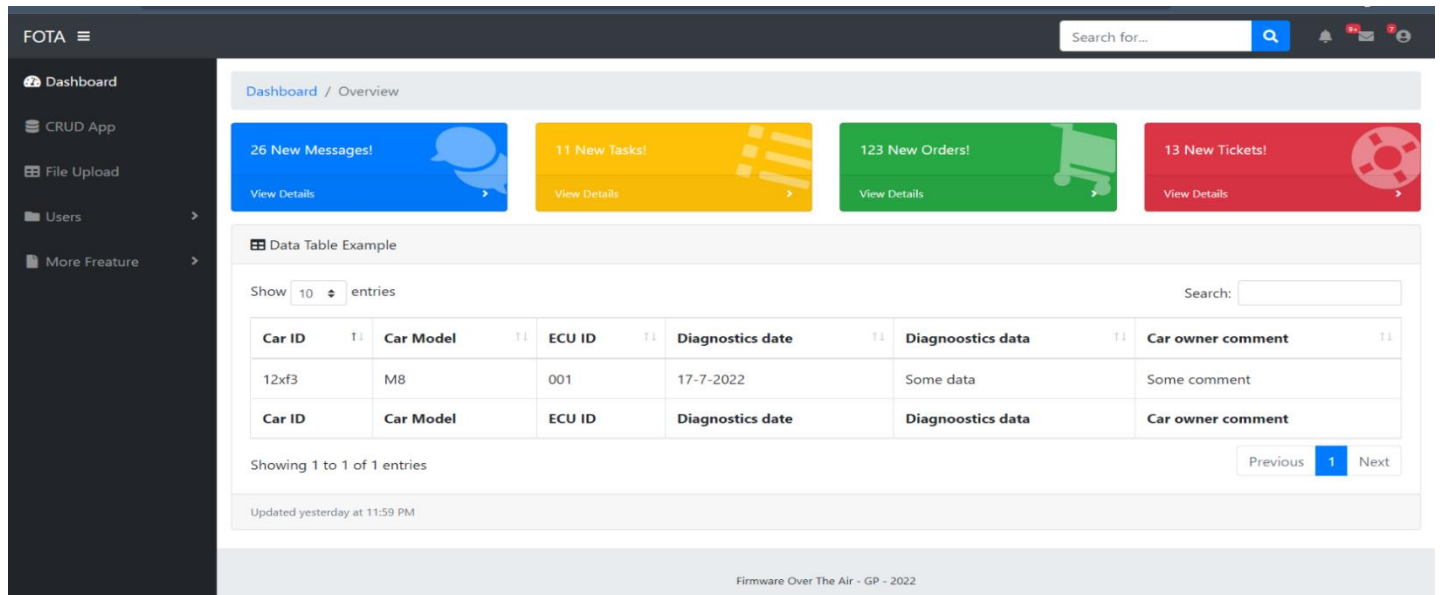 FOTA
Search for...
9+
7
Dashboard
CRUD App
File Upload
Users
More Freature
Dashboard / Overview
26 New Messages!
View Details
11 New Tasks!
View Details
123 New Orders!
View Details
13 New Tickets!
View Details
Data Table Example
Show 10 entries
Search:
Car ID Car Model ECU ID Diagnostics date Diagnoostics data Car owner comment
12xf3 M8 001 17-7-2022 Some data Some comment
Car ID Car Model ECU ID Diagnostics date Diagnoostics data Car owner comment
Showing 1 to 1 of 1 entries
Previous 1 Next
Updated yesterday at 11:59 PM
Firmware Over The Air - GP - 2022